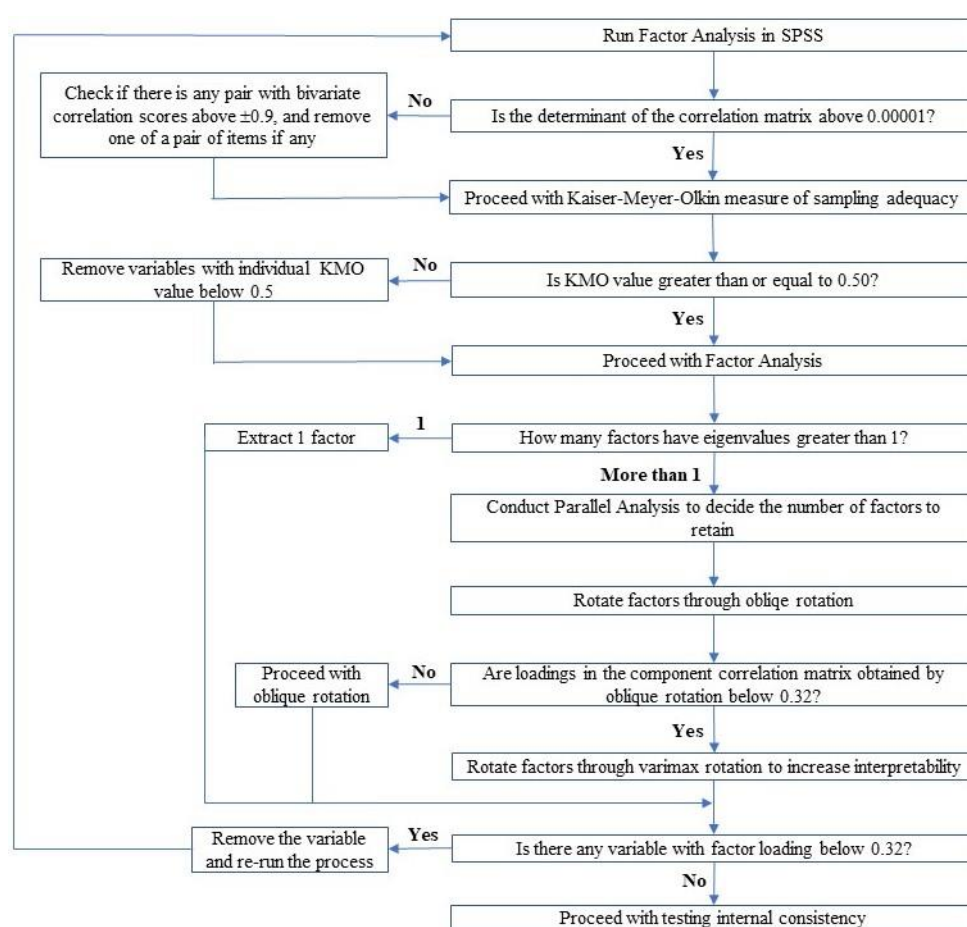 Run Factor Analysis in SPSS
Check if there is any pair with bivariate
correlation scores above ±0.9, and remove
one of a pair of items if any
No
Is the determinant of the correlation matrix above 0.00001?
Yes
Proceed with Kaiser-Meyer-Olkin measure of sampling adequacy
Remove variables with individual KMO
value below 0.5
No
Is KMO value greater than or equal to 0.50?
Yes
Proceed with Factor Analysis
Extract 1 factor
1
How many factors have eigenvalues greater than 1?
More than 1
Conduct Parallel Analysis to decide the number of factors to
retain
Rotate factors through obliqe rotation
Proceed with
oblique rotation
No
Are loadings in the component correlation matrix obtained by
oblique rotation below 0.32?
Yes
Rotate factors through varimax rotation to increase interpretability
Remove the variable
and re-run the process
Yes
Is there any variable with factor loading below 0.32?
No
Proceed with testing internal consistency